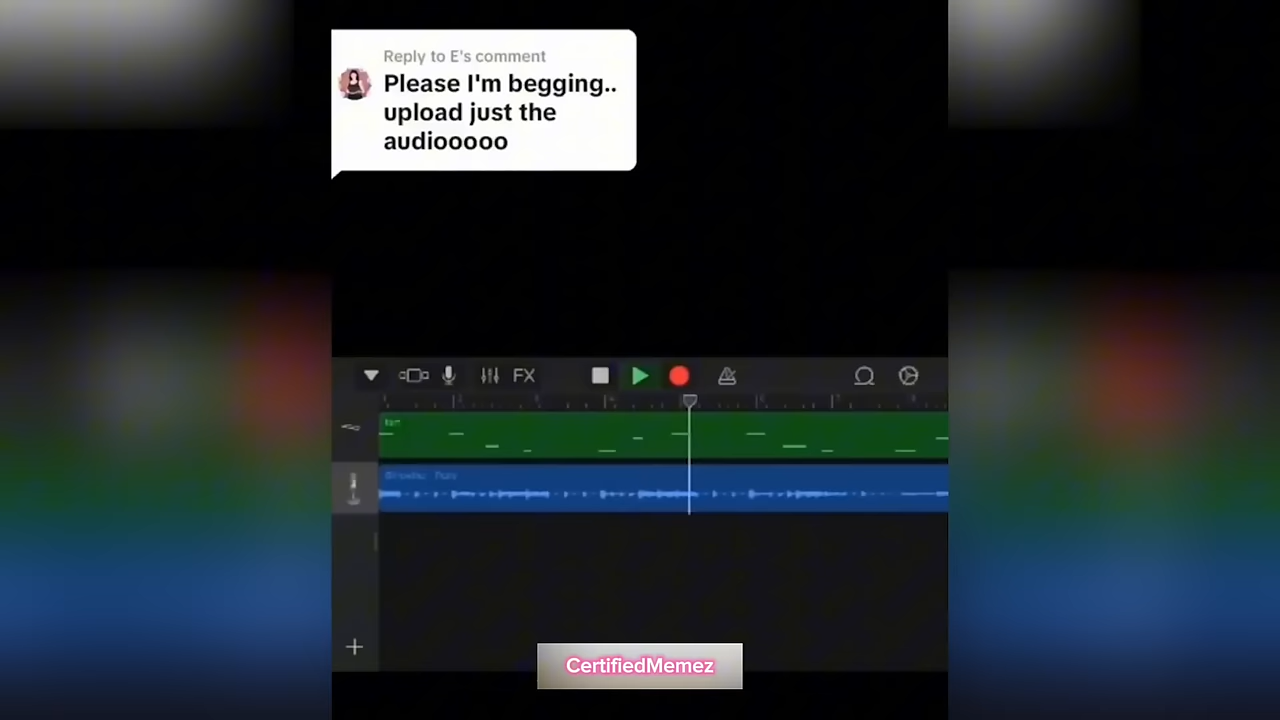 Reply to E's comment
Please I'm begging..
upload just the
audiooooo
FX
CertifiedMemez